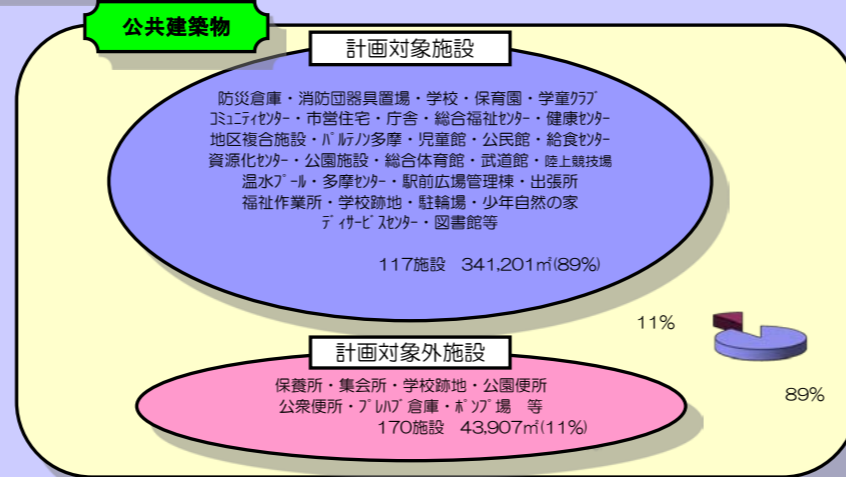 公共建築物
計画対象施設
防災倉庫・消防団器具置場・学校・保育園・学童ｸﾗﾌﾞ
ｺﾐｭﾆﾃｨｾﾝﾀｰ・市営住宅・庁舎・総合福祉ｾﾝﾀｰ・健康ｾﾝﾀｰ
地区複合施設・ﾊﾟﾙﾃﾉﾝ多摩・児童館・公民館・給食ｾﾝﾀｰ
資源化ｾﾝﾀｰ・公園施設・総合体育館・武道館・陸上競技場
温水ﾌﾟｰﾙ・多摩ｾﾝﾀｰ・駅前広場管理棟・出張所
福祉作業所・学校跡地・駐輪場・少年自然の家
ﾃﾞｨｻｰﾋﾞｽｾﾝﾀｰ・図書館等
117施設　341,201㎡(89%)
11%
89%
計画対象外施設
保養所・集会所・学校跡地・公園便所
公衆便所・ﾌﾟﾚﾊﾌﾞ倉庫・ﾎﾟﾝﾌﾟ場　等
170施設　43,907㎡(11%)